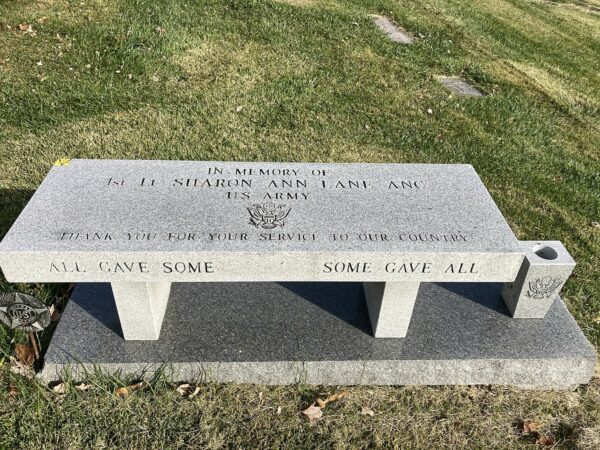 IN MEMORY OF
1st Lt SHARON ANN LANE ANC
US ARMY
THANK YOU FOR YOUR SERVICE TO OUR COUNTRY
ALL GAVE SOME SOME GAVE ALL